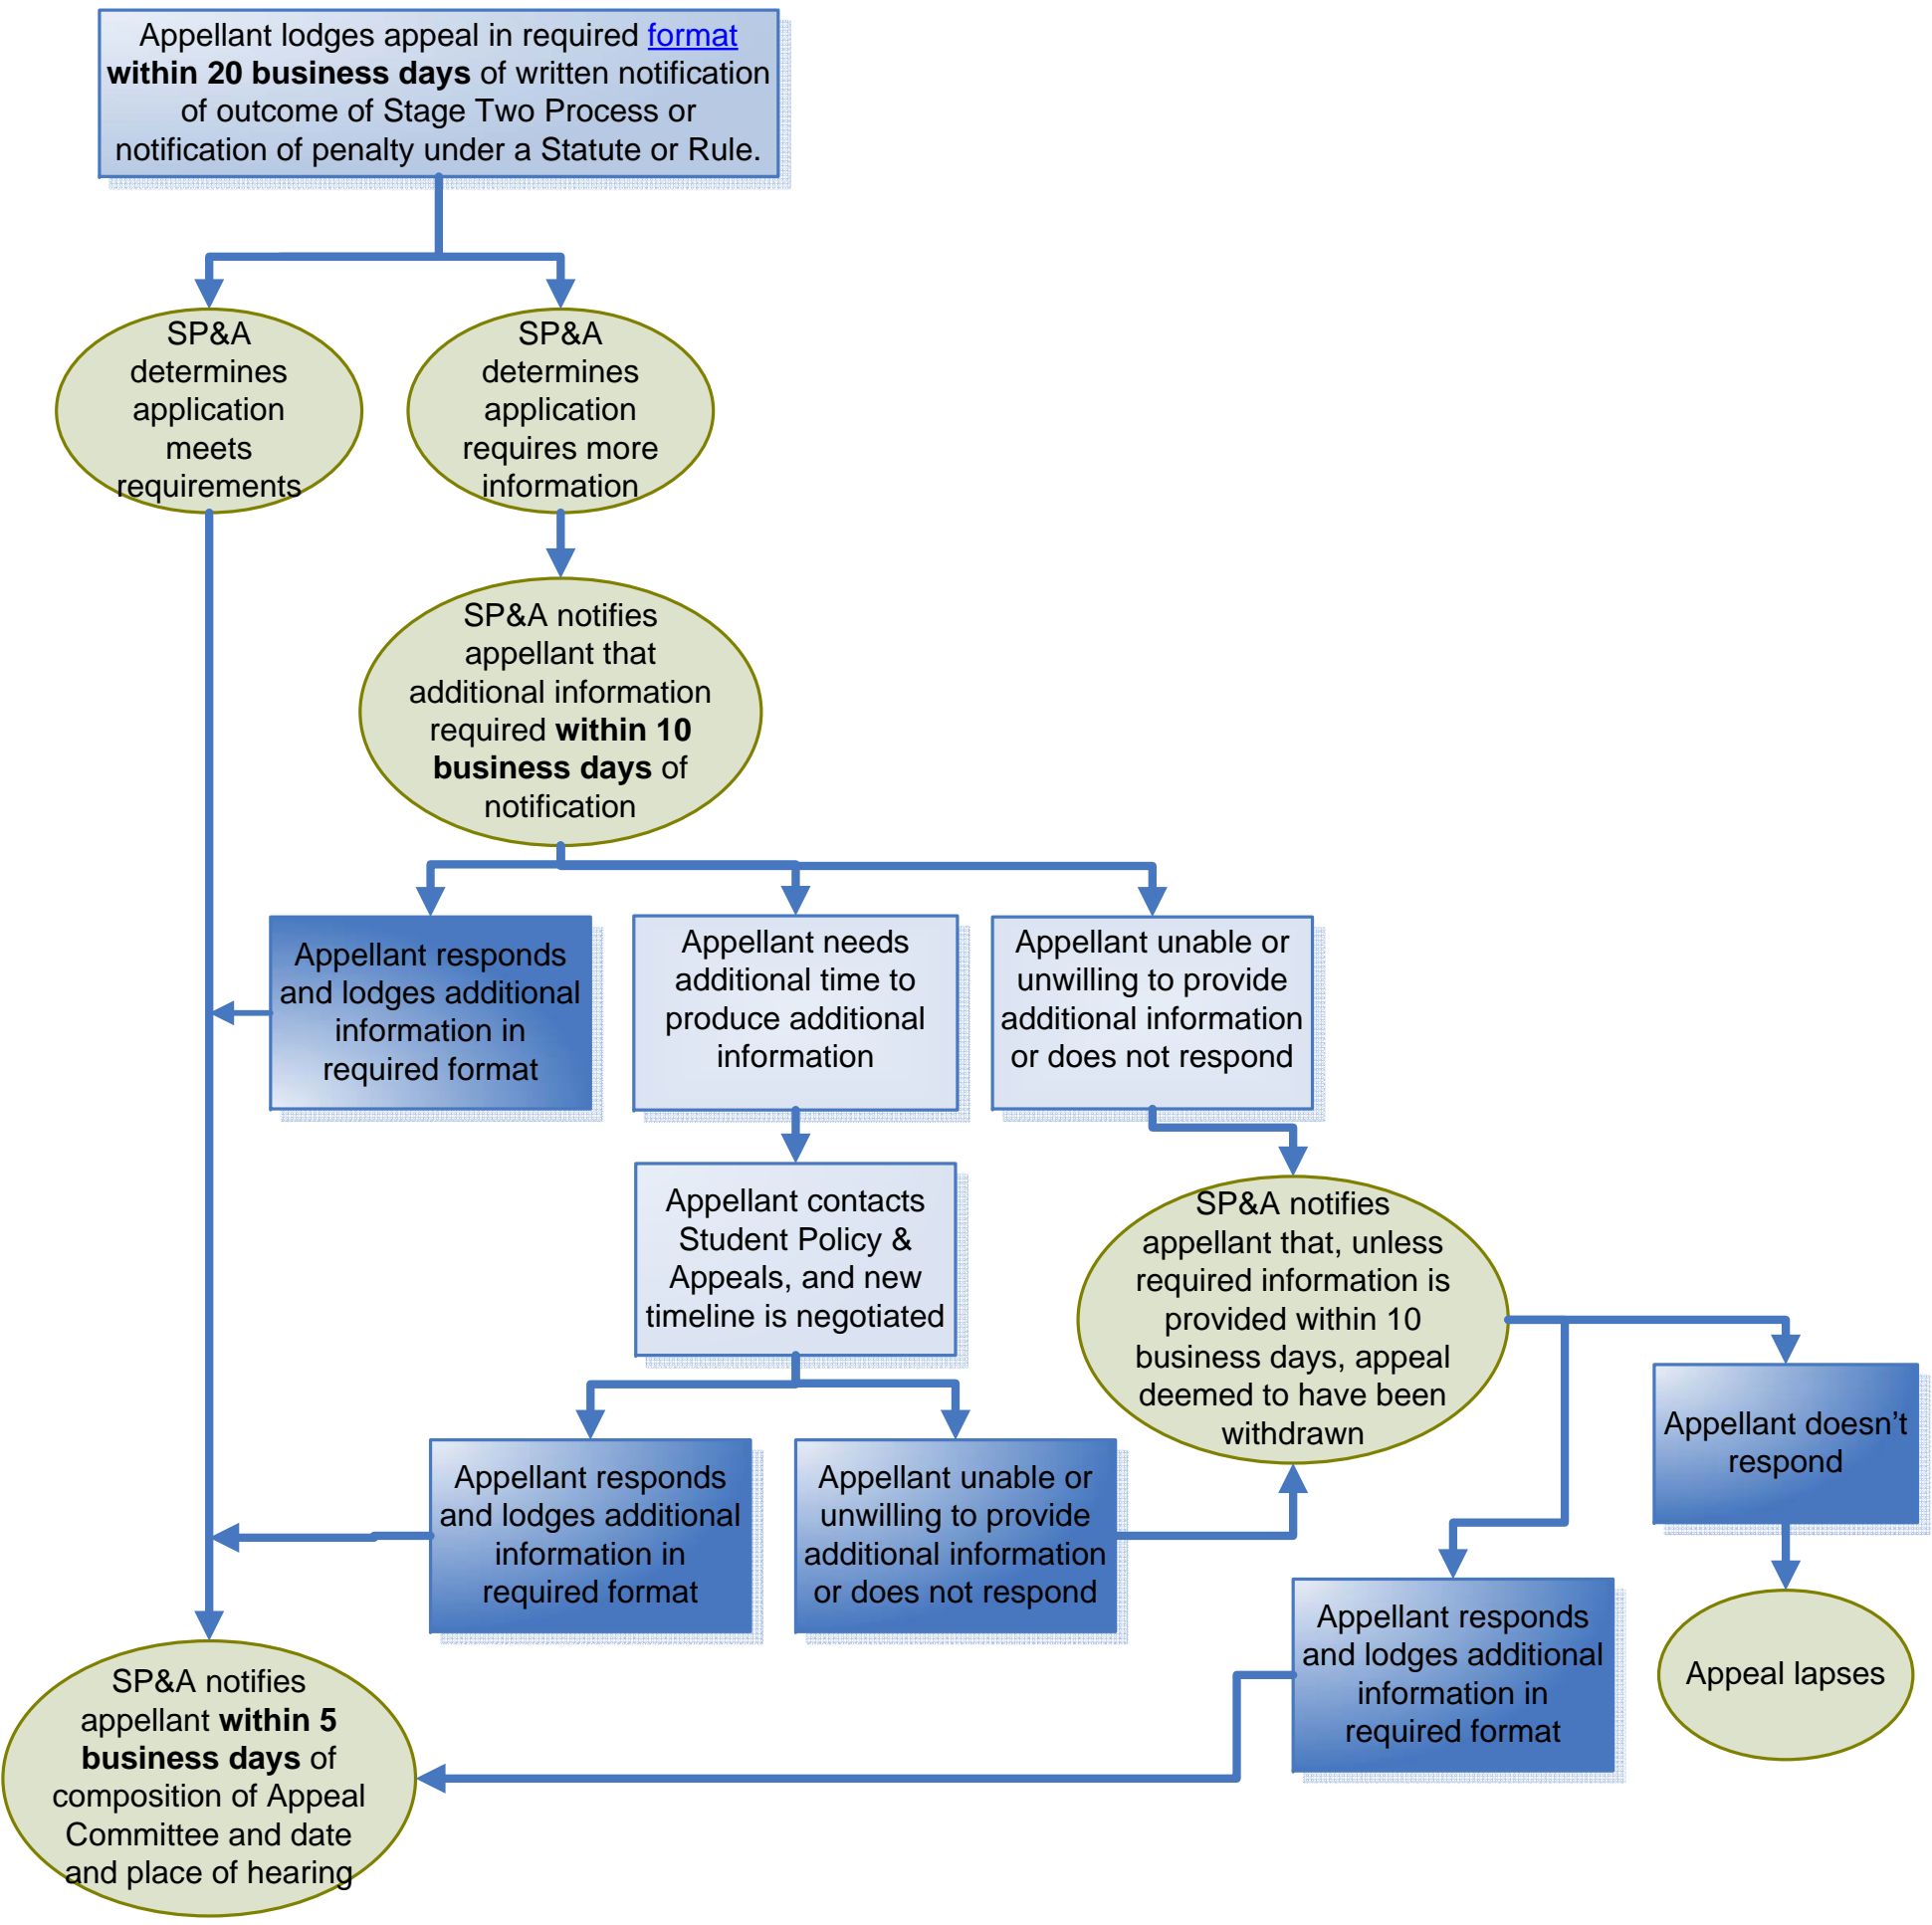 Appellant lodges appeal in required format
within 20 business days of written notification
of outcome of Stage Two Process or
notification of penalty under a Statute or Rule.
SP&A
determines
application
meets
requirements
SP&A
determines
application
requires more
information
SP&A notifies
appellant that
additional information
required within 10
business days of
notification
Appellant responds
and lodges additional
information in
required format
Appellant needs
additional time to
produce additional
information
Appellant unable or
unwilling to provide
additional information
or does not respond
Appellant contacts
Student Policy &
Appeals, and new
timeline is negotiated
SP&A notifies
appellant that, unless
required information is
provided within 10
business days, appeal
deemed to have been
withdrawn
Appellant doesn’t
respond
Appellant responds
and lodges additional
information in
required format
Appellant unable or
unwilling to provide
additional information
or does not respond
Appellant responds
and lodges additional
information in
required format
Appeal lapses
SP&A notifies
appellant within 5
business days of
composition of Appeal
Committee and date
and place of hearing